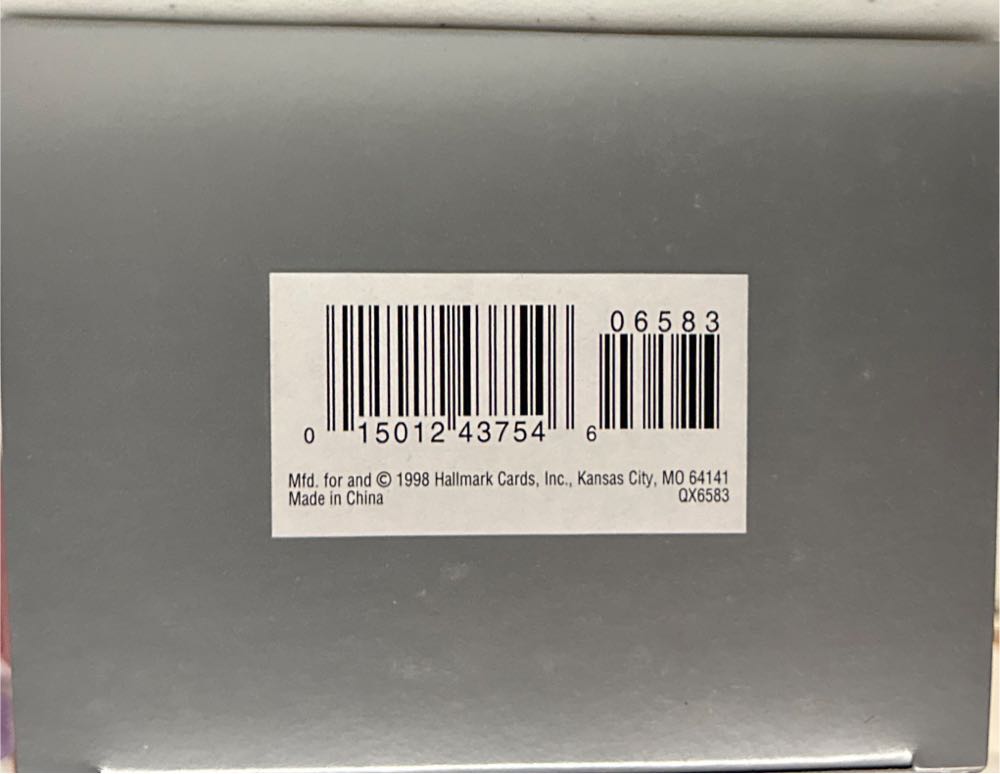 06583
0 15012 43754 6
Mfd. for and © 1998 Hallmark Cards, Inc., Kansas City, MO 64141
Made in China QX6583